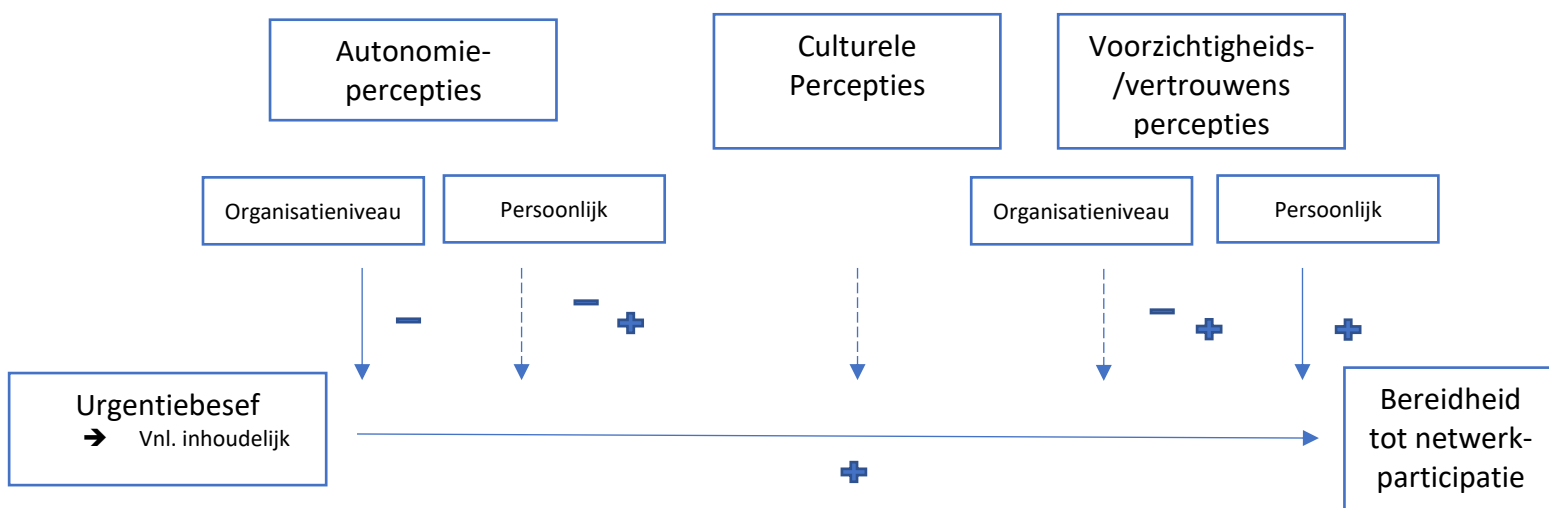 Autonomie-
percepties
Culturele
Percepties
Voorzichtigheids-
/vertrouwens
percepties
Organisatieniveau
Persoonlijk
Organisatieniveau
Persoonlijk
Urgentiebesef
➔ Vnl. inhoudelijk
Bereidheid
tot netwerk-
participatie